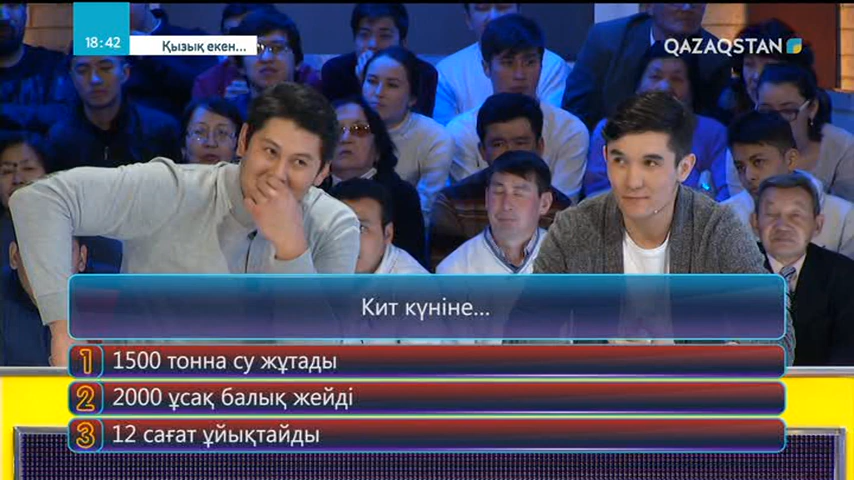 18:42
Қызық екен...
QAZAQSTAN
Кит күніне...
1 1500 тонна су жұтады
2 2000 ұсақ балық жейді
3 12 сағат ұйықтайды